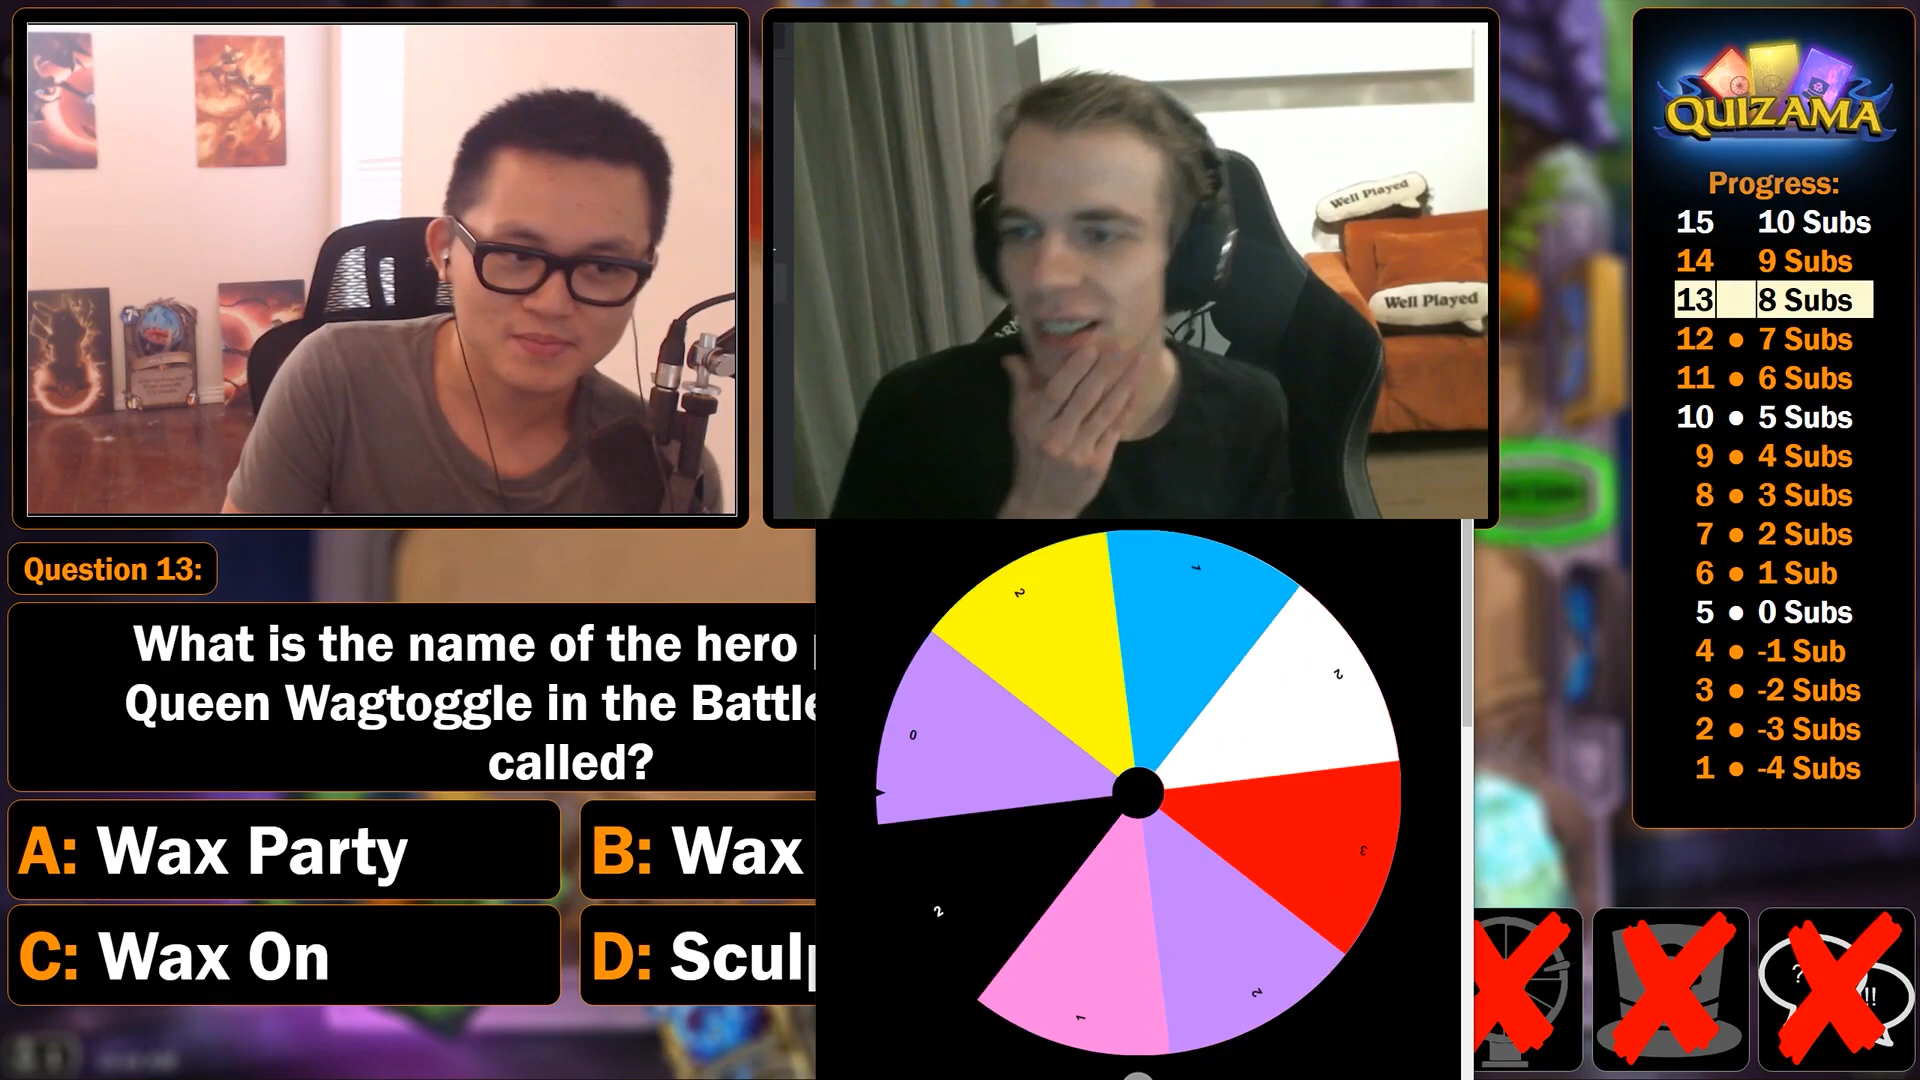 Well Played
Well Played
QUIZAMA
Progress:
15 10 Subs
14 9 Subs
13 8 Subs
12 • 7 Subs
11 • 6 Subs
10 • 5 Subs
9 • 4 Subs
8 • 3 Subs
7 • 2 Subs
6 • 1 Sub
5 • 0 Subs
4 • -1 Sub
3 • -2 Subs
2 • -3 Subs
1 • -4 Subs
Question 13:
What is the name of the hero
Queen Wagtoggle in the Battle
called?
A: Wax Party
B: Wax
C: Wax On
D: Sculp
2
1
2
0
3
2
2
1
!!